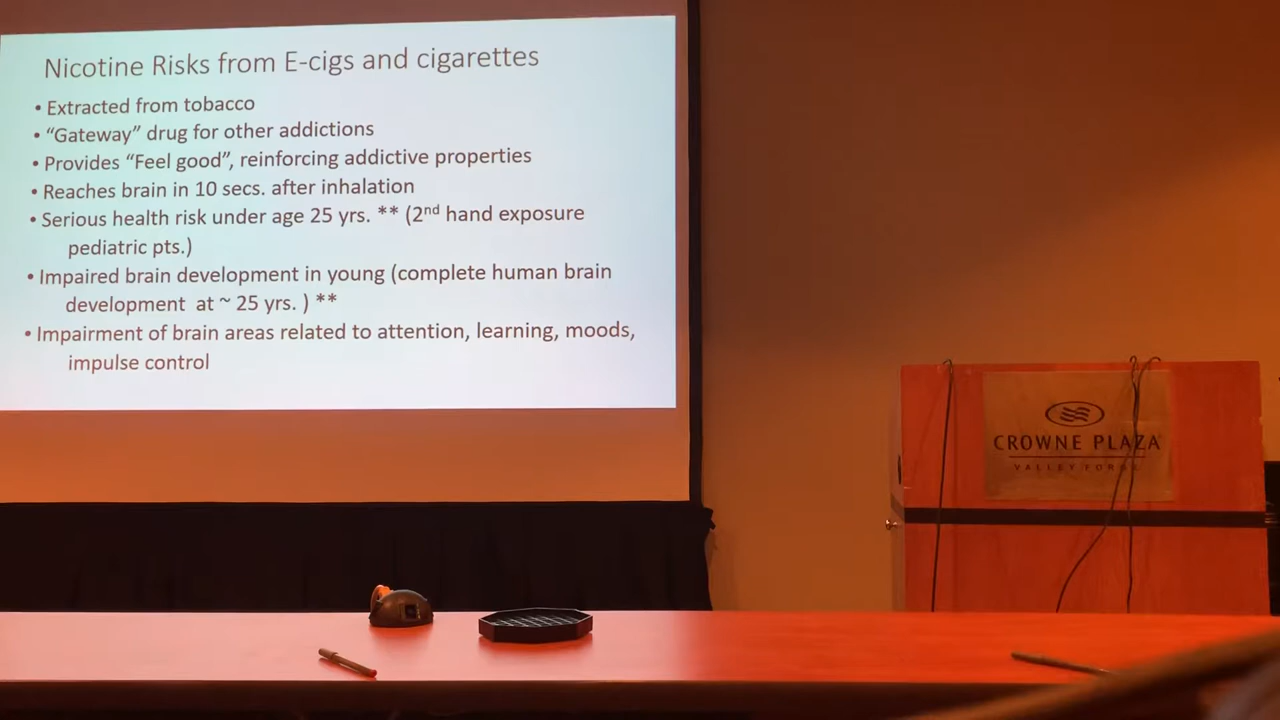 Nicotine Risks from E-cigs and cigarettes
• Extracted from tobacco
• “Gateway” drug for other addictions
• Provides “Feel good”, reinforcing addictive properties
• Reaches brain in 10 secs. after inhalation
• Serious health risk under age 25 yrs. ** (2nd hand exposure
pediatric pts.)
• Impaired brain development in young (complete human brain
development at ~ 25 yrs. ) **
• Impairment of brain areas related to attention, learning, moods,
impulse control
CROWNE PLAZA
VALLEY FORGE